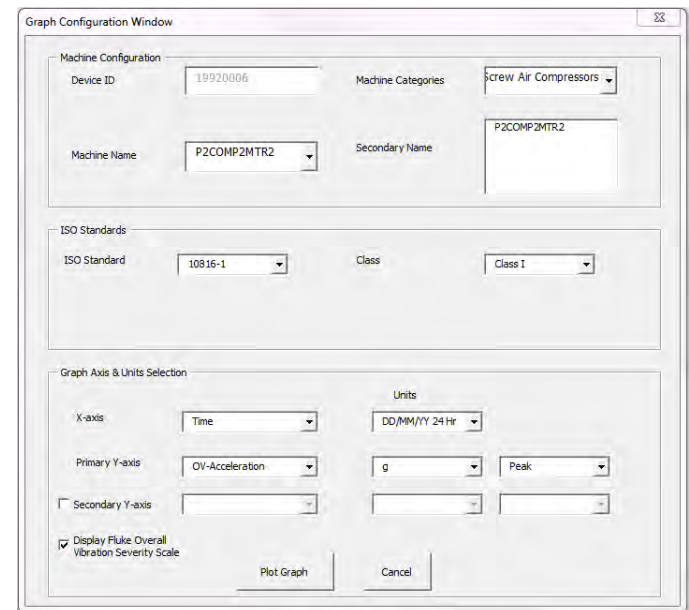 Graph Configuration Window
Machine Configuration
Device ID
19920006
Machine Categories
Screw Air Compressors
Machine Name
P2COMP2MTR2
Secondary Name
P2COMP2MTR2
ISO Standards
ISO Standard
10816-1
Class
Class I
Graph Axis & Units Selection
Units
X-axis
Time
DD/MM/YY 24 Hr
Primary Y-axis
OV-Acceleration
g
Peak
Secondary Y-axis
Display Fluke Overall
Vibration Severity Scale
Plot Graph
Cancel